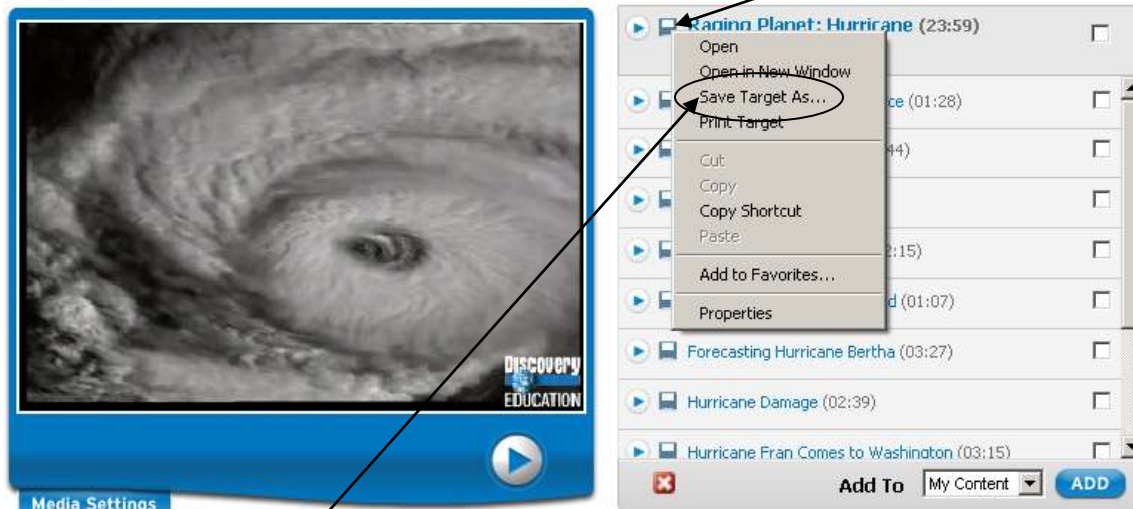 Discovery
EDUCATION
Media Settings
Raging Planet: Hurricane (23:59)
Open
Open in New Window
Save Target As...
Print Target
Cut
Copy
Copy Shortcut
Paste
Add to Favorites...
Properties
(01:28)
44)
:15)
(01:07)
Forecasting Hurricane Bertha (03:27)
Hurricane Damage (02:39)
Hurricane Fran Comes to Washington (03:15)
Add To My Content ADD